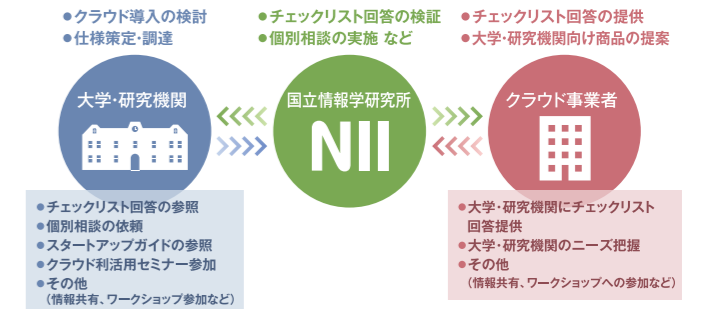 ●クラウド導入の検討
●仕様策定・調達
●チェックリスト回答の検証
●個別相談の実施 など
●チェックリスト回答の提供
●大学・研究機関向け商品の提案
大学・研究機関
国立情報学研究所
NII
クラウド事業者
●チェックリスト回答の参照
●個別相談の依頼
●スタートアップガイドの参照
●クラウド利活用セミナー参加
●その他
（情報共有、ワークショップ参加など）
●大学・研究機関にチェックリスト
回答提供
●大学・研究機関のニーズ把握
●その他
（情報共有、ワークショップへの参加など）